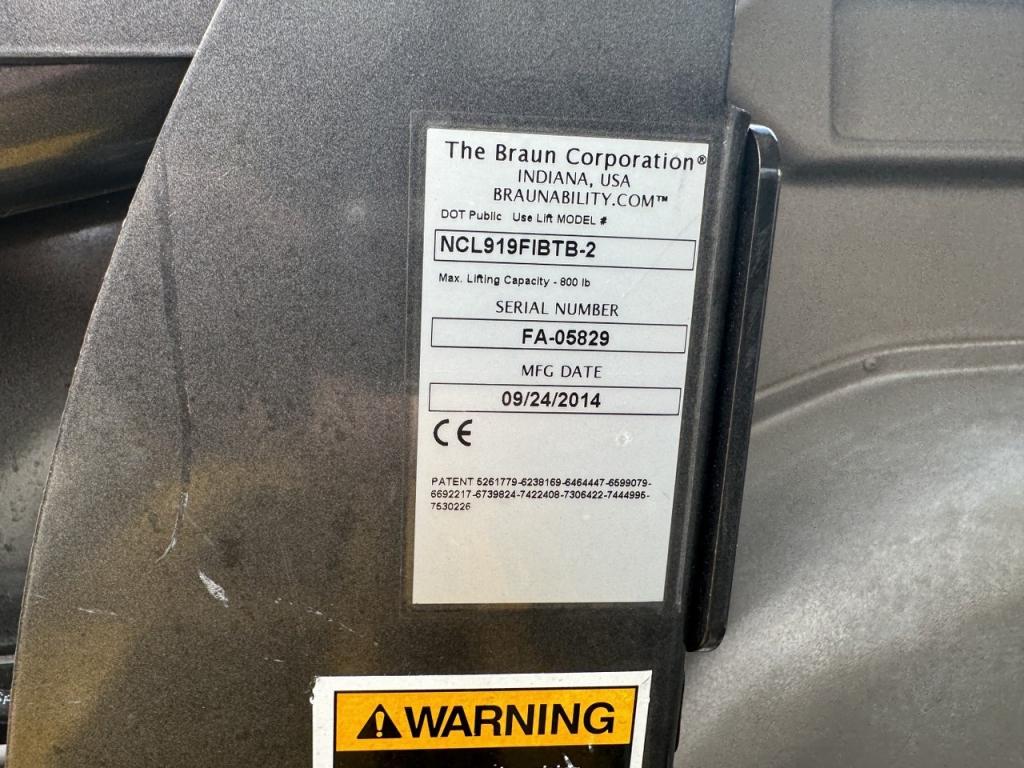 The Braun Corporation®
INDIANA, USA
BRAUNABILITY.COM™
DOT Public Use Lift MODEL #
NCL919FIBTB-2
Max. Lifting Capacity - 800 lb
SERIAL NUMBER
FA-05829
MFG DATE
09/24/2014
CE
PATENT 5261779-6238169-6464447-6599079-
6692217-6739824-7422408-7306422-7444995-
7530226
WARNING